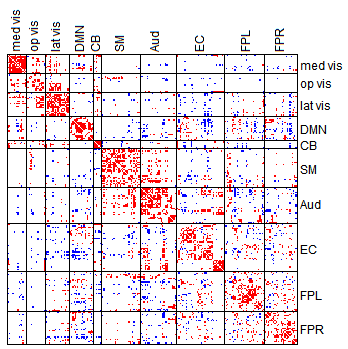 med vis
op vis
lat vis
DMN
CB
SM
Aud
EC
FPL
FPR
med vis
op vis
lat vis
DMN
CB
SM
Aud
EC
FPL
FPR